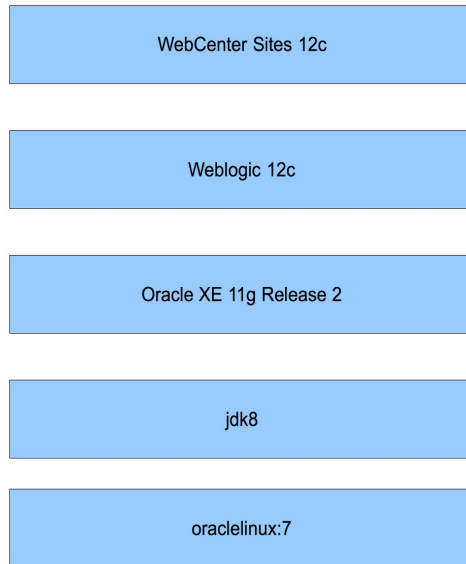 WebCenter Sites 12c
Weblogic 12c
Oracle XE 11g Release 2
jdk8
oraclelinux:7